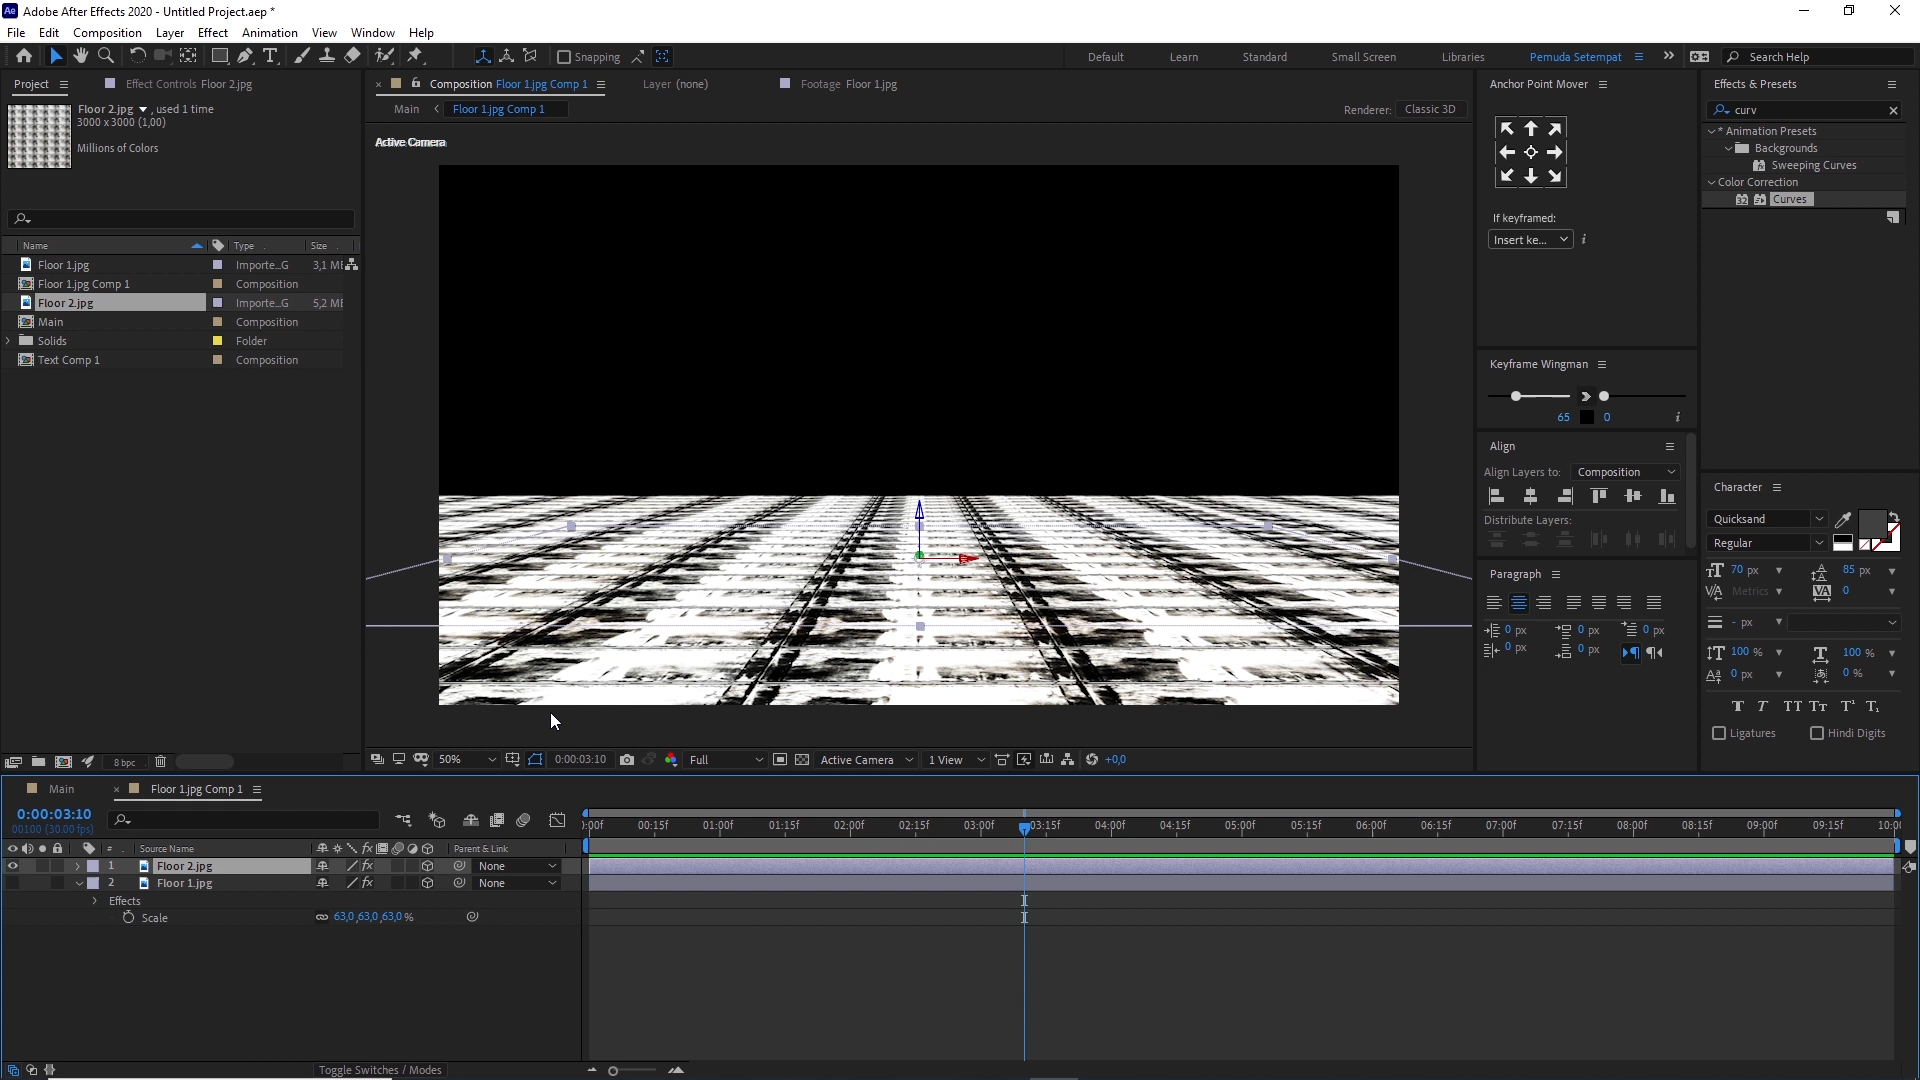 Adobe After Effects 2020 - Untitled Project.aep *
File Edit Composition Layer Effect Animation View Window Help
Snapping
Default Learn Standard Small Screen Libraries Pemuda Setempat Search Help
Project Effect Controls Floor 2.jpg
Composition Floor 1.jpg Comp 1 Layer (none) Footage Floor 1.jpg
Anchor Point Mover
Effects & Presets
Floor 2.jpg , used 1 time
3000 x 3000 (1,00)
Millions of Colors
Main Floor 1.jpg Comp 1
Renderer: Classic 3D
Active Camera
curv
* Animation Presets
Backgrounds
Sweeping Curves
Color Correction
32 Curves
If keyframed:
Insert ke...
Name Type Size
Floor 1.jpg Importe...G 3,1 ME
Floor 1.jpg Comp 1 Composition
Floor 2.jpg Importe...G 5,2 ME
Main Composition
Solids Folder
Text Comp 1 Composition
Keyframe Wingman
65 0
Align
Align Layers to: Composition
Distribute Layers:
Character
Quicksand
Regular
70 px 85 px
Metrics 0
- px
100 % 100 %
0 px 0 %
Ligatures Hindi Digits
Paragraph
0 px 0 px 0 px
0 px 0 px
8 bpc
50% 0:00:03:10 Full Active Camera 1 View +0,0
Main Floor 1.jpg Comp 1
0:00:03:10
00100 (30.00 fps)
:00f 00:15f 01:00f 01:15f 02:00f 02:15f 03:00f 03:15f 04:00f 04:15f 05:00f 05:15f 06:00f 06:15f 07:00f 07:15f 08:00f 08:15f 09:00f 09:15f 10:0
# Source Name Parent & Link
1 Floor 2.jpg None
2 Floor 1.jpg None
Effects
Scale 63,0,63,0,63,0 %
Toggle Switches / Modes